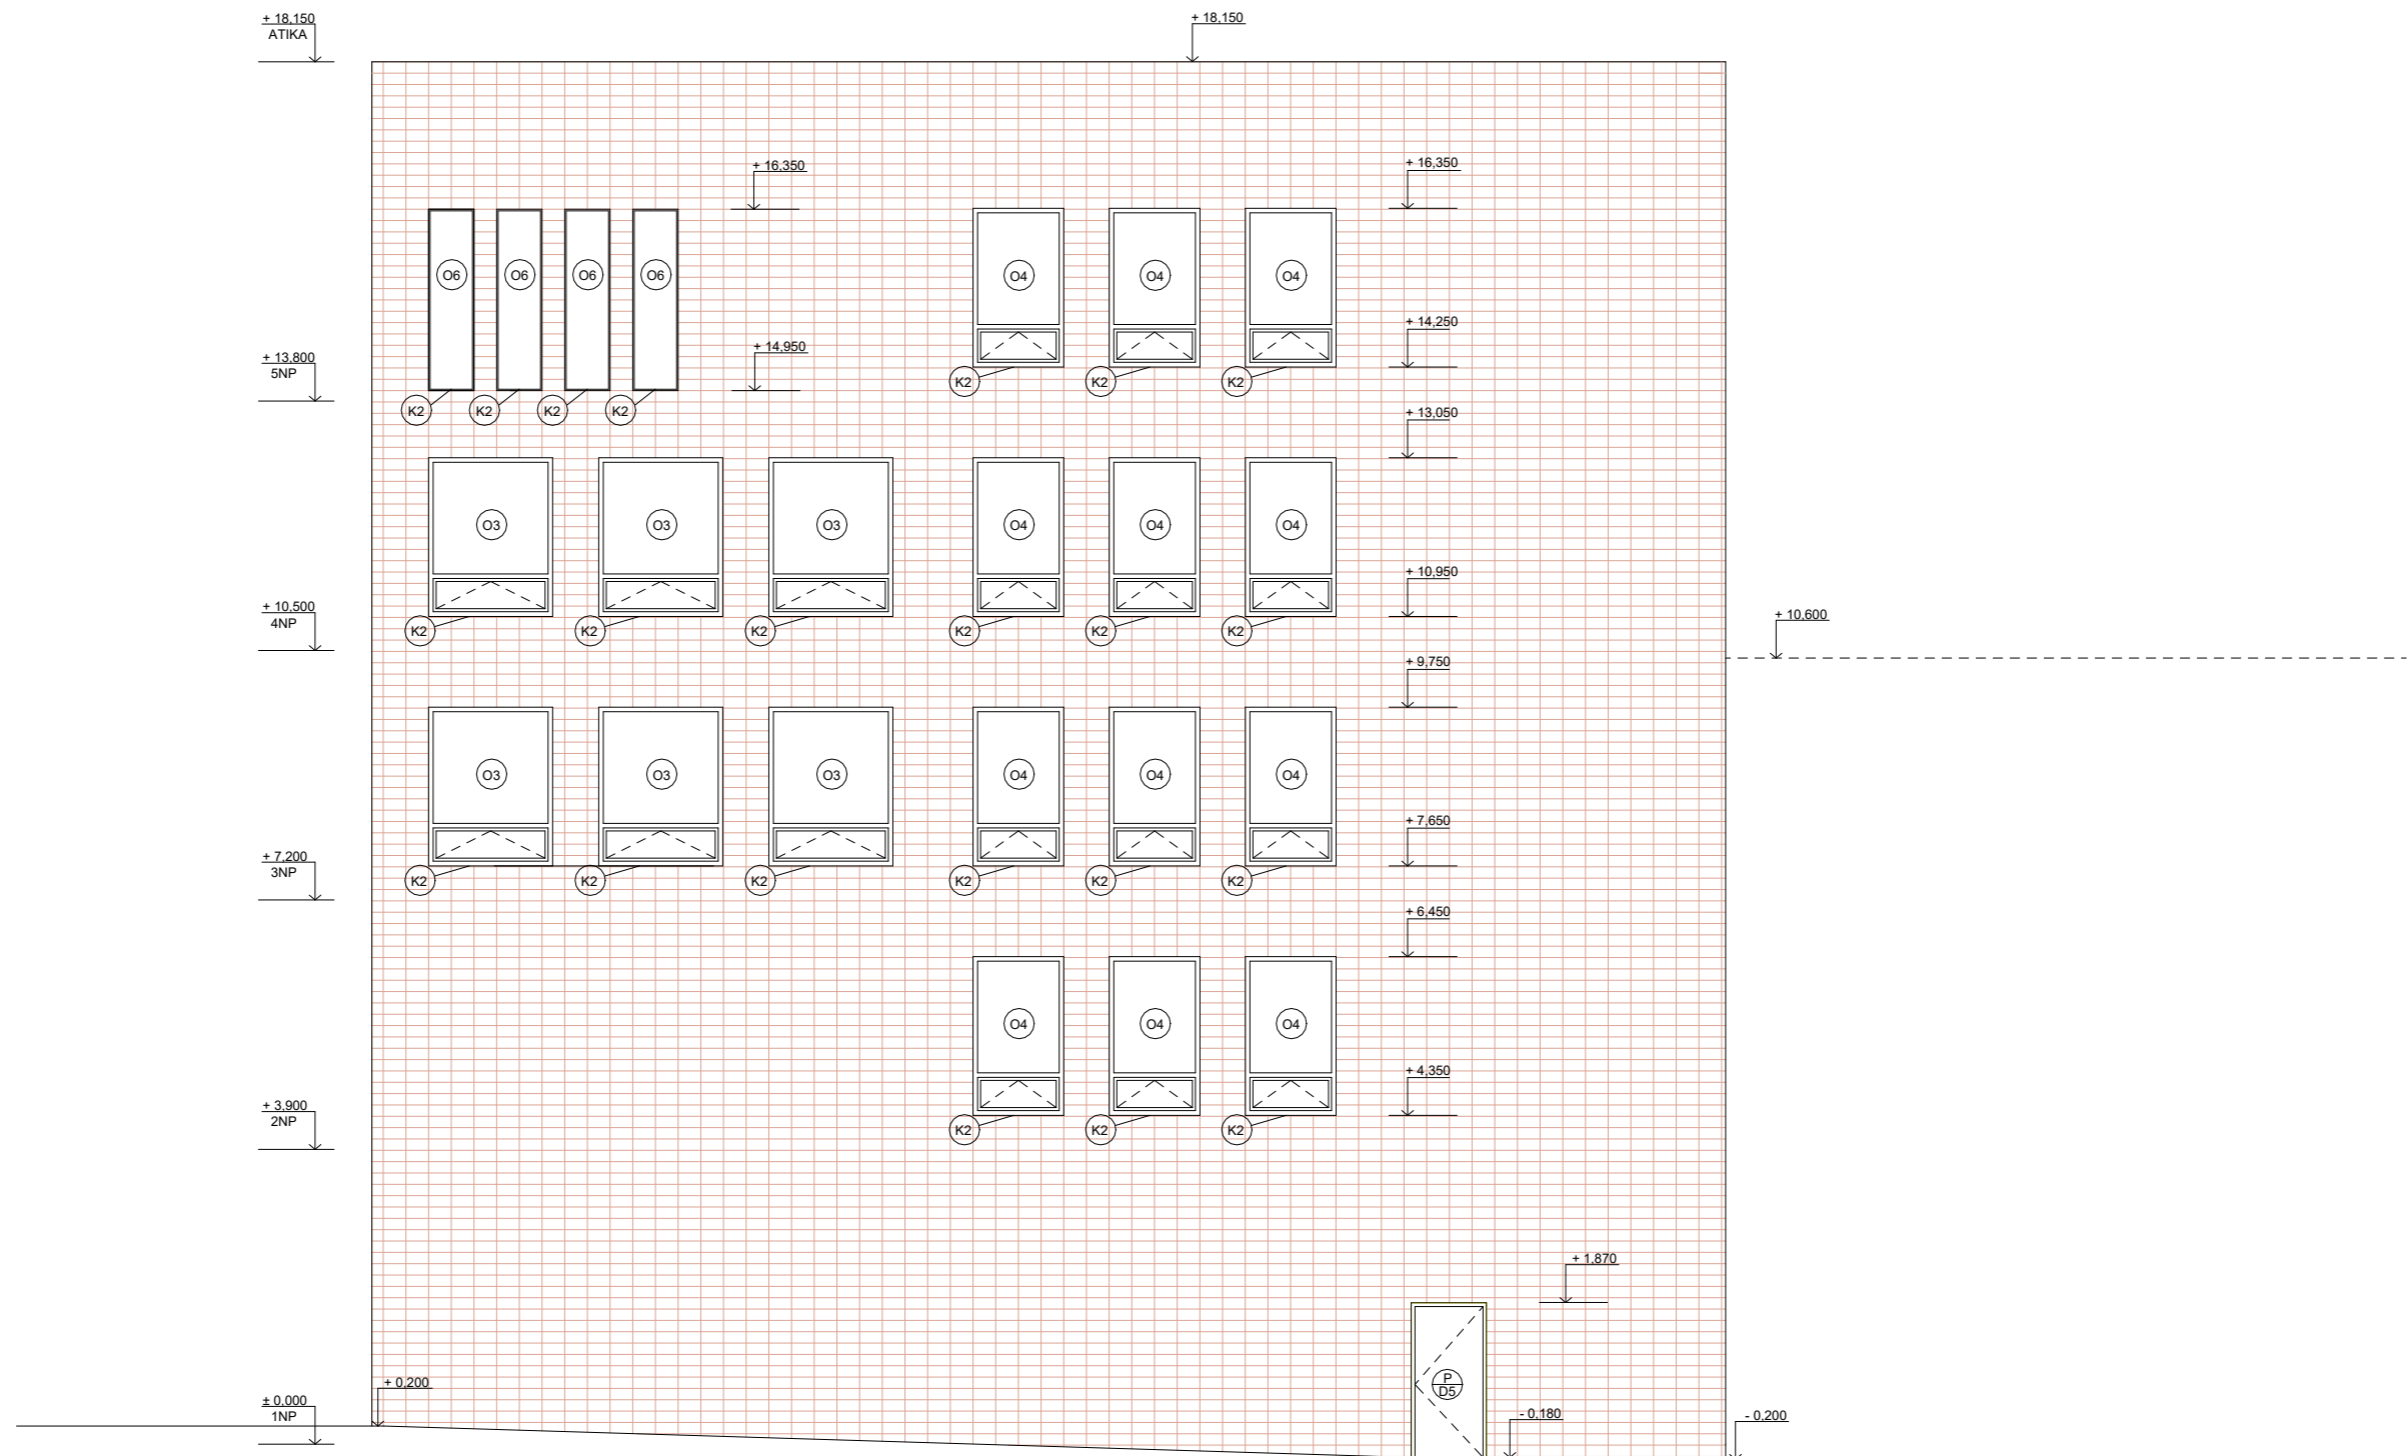 + 18,150
ATIKA
+ 18,150
+ 16,350
+ 16,350
O6
O6
O6
O6
O4
O4
O4
+ 14,250
+ 14,950
+ 13,800
5NP
K2
K2
K2
K2
K2
K2
K2
+ 13,050
O3
O3
O3
O4
O4
O4
+ 10,950
+ 10,500
4NP
+ 10,600
K2
K2
K2
K2
K2
K2
+ 9,750
O3
O3
O3
O4
O4
O4
+ 7,650
+ 7,200
3NP
K2
K2
K2
K2
K2
K2
+ 6,450
O4
O4
O4
+ 4,350
+ 3,900
2NP
K2
K2
K2
+ 1,870
P
D5
+ 0,200
± 0,000
1NP
- 0,180
- 0,200